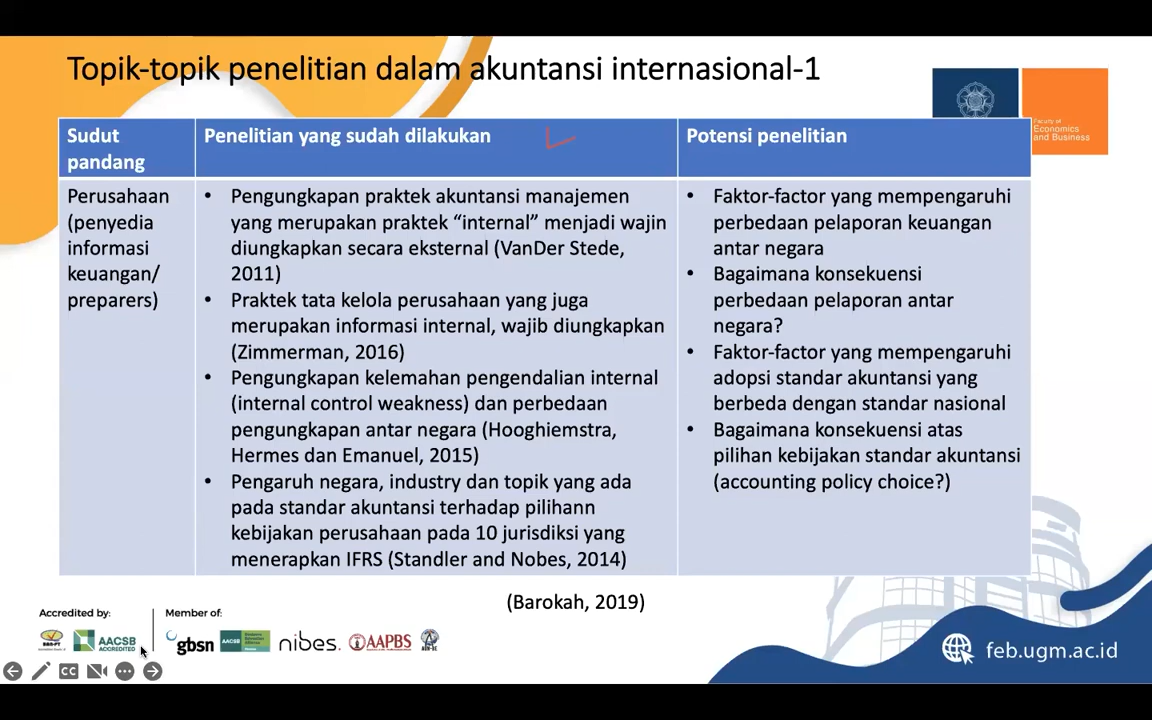 Topik-topik penelitian dalam akuntansi internasional-1
Faculty of
Economics
and Business
Sudut
pandang
Penelitian yang sudah dilakukan
Potensi penelitian
Perusahaan
(penyedia
informasi
keuangan/
preparers)
• Pengungkapan praktek akuntansi manajemen
yang merupakan praktek “internal” menjadi wajin
diungkapkan secara eksternal (VanDer Stede,
2011)
• Praktek tata kelola perusahaan yang juga
merupakan informasi internal, wajib diungkapkan
(Zimmerman, 2016)
• Pengungkapan kelemahan pengendalian internal
(internal control weakness) dan perbedaan
pengungkapan antar negara (Hooghiemstra,
Hermes dan Emanuel, 2015)
• Pengaruh negara, industry dan topik yang ada
pada standar akuntansi terhadap pilihann
kebijakan perusahaan pada 10 jurisdiksi yang
menerapkan IFRS (Standler and Nobes, 2014)
• Faktor-factor yang mempengaruhi
perbedaan pelaporan keuangan
antar negara
• Bagaimana konsekuensi
perbedaan pelaporan antar
negara?
• Faktor-factor yang mempengaruhi
adopsi standar akuntansi yang
berbeda dengan standar nasional
• Bagaimana konsekuensi atas
pilihan kebijakan standar akuntansi
(accounting policy choice?)
(Barokah, 2019)
Accredited by:
Member of:
AACSB
ACCREDITED
gbsn
AACSB
nibes.
AAPBS
feb.ugm.ac.id
CC